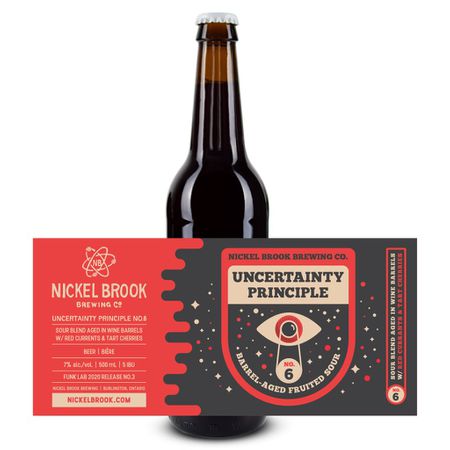 NB
NICKEL BROOK
BREWING Co
UNCERTAINTY PRINCIPLE NO.6
SOUR BLEND AGED IN WINE BARRELS
W/ RED CURRENTS & TART CHERRIES
BEER | BIÈRE
7% alc./vol. | 500 mL | 5 IBU
FUNK LAB 2020 RELEASE NO.3
NICKEL BROOK BREWING | BURLINGTON, ONTARIO
NICKELBROOK.COM
NICKEL BROOK BREWING CO.
UNCERTAINTY
PRINCIPLE
NO.
6
BARREL-AGED FRUITED SOUR
SOUR BLEND AGED IN WINE BARRELS
W/ RED CURRANTS & TART CHERRIES
NO.
6